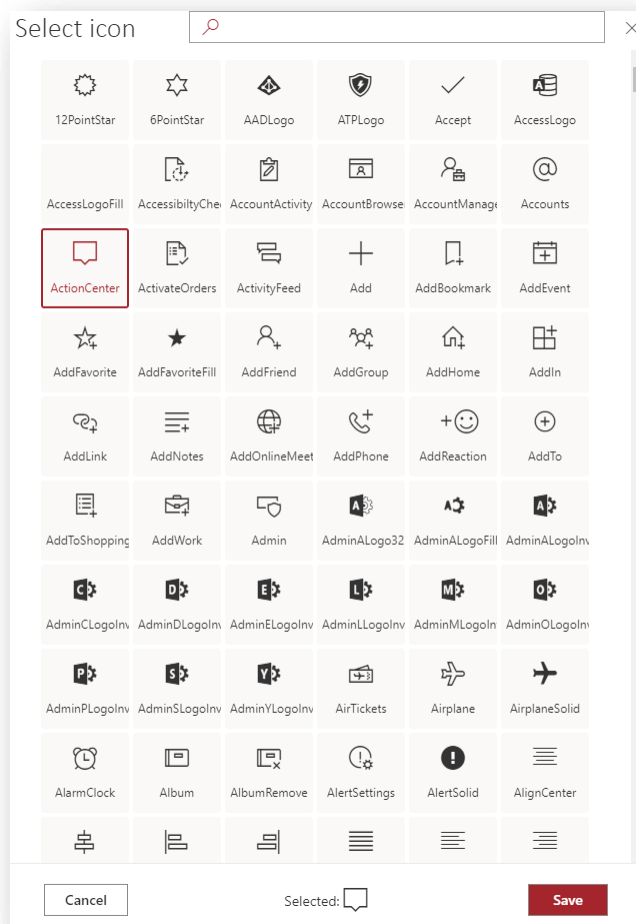 Select icon
12PointStar 6PointStar AADLogo ATPLogo Accept AccessLogo
AccessLogoFill AccessibiltyChe AccountActivity AccountBrowse AccountManage Accounts
ActionCenter ActivateOrders ActivityFeed Add AddBookmark AddEvent
AddFavorite AddFavoriteFill AddFriend AddGroup AddHome AddIn
AddLink AddNotes AddOnlineMeet AddPhone AddReaction AddTo
AddToShopping AddWork Admin AdminALogo32 AdminALogoFill AdminALogoInv
AdminCLogoInv AdminDLogoInv AdminELogoInv AdminLLogoInv AdminMLogoIn AdminOLogoInv
AdminPLogoInv AdminSLogoInv AdminYLogoInv AirTickets Airplane AirplaneSolid
AlarmClock Album AlbumRemove AlertSettings AlertSolid AlignCenter
Cancel Selected: Save